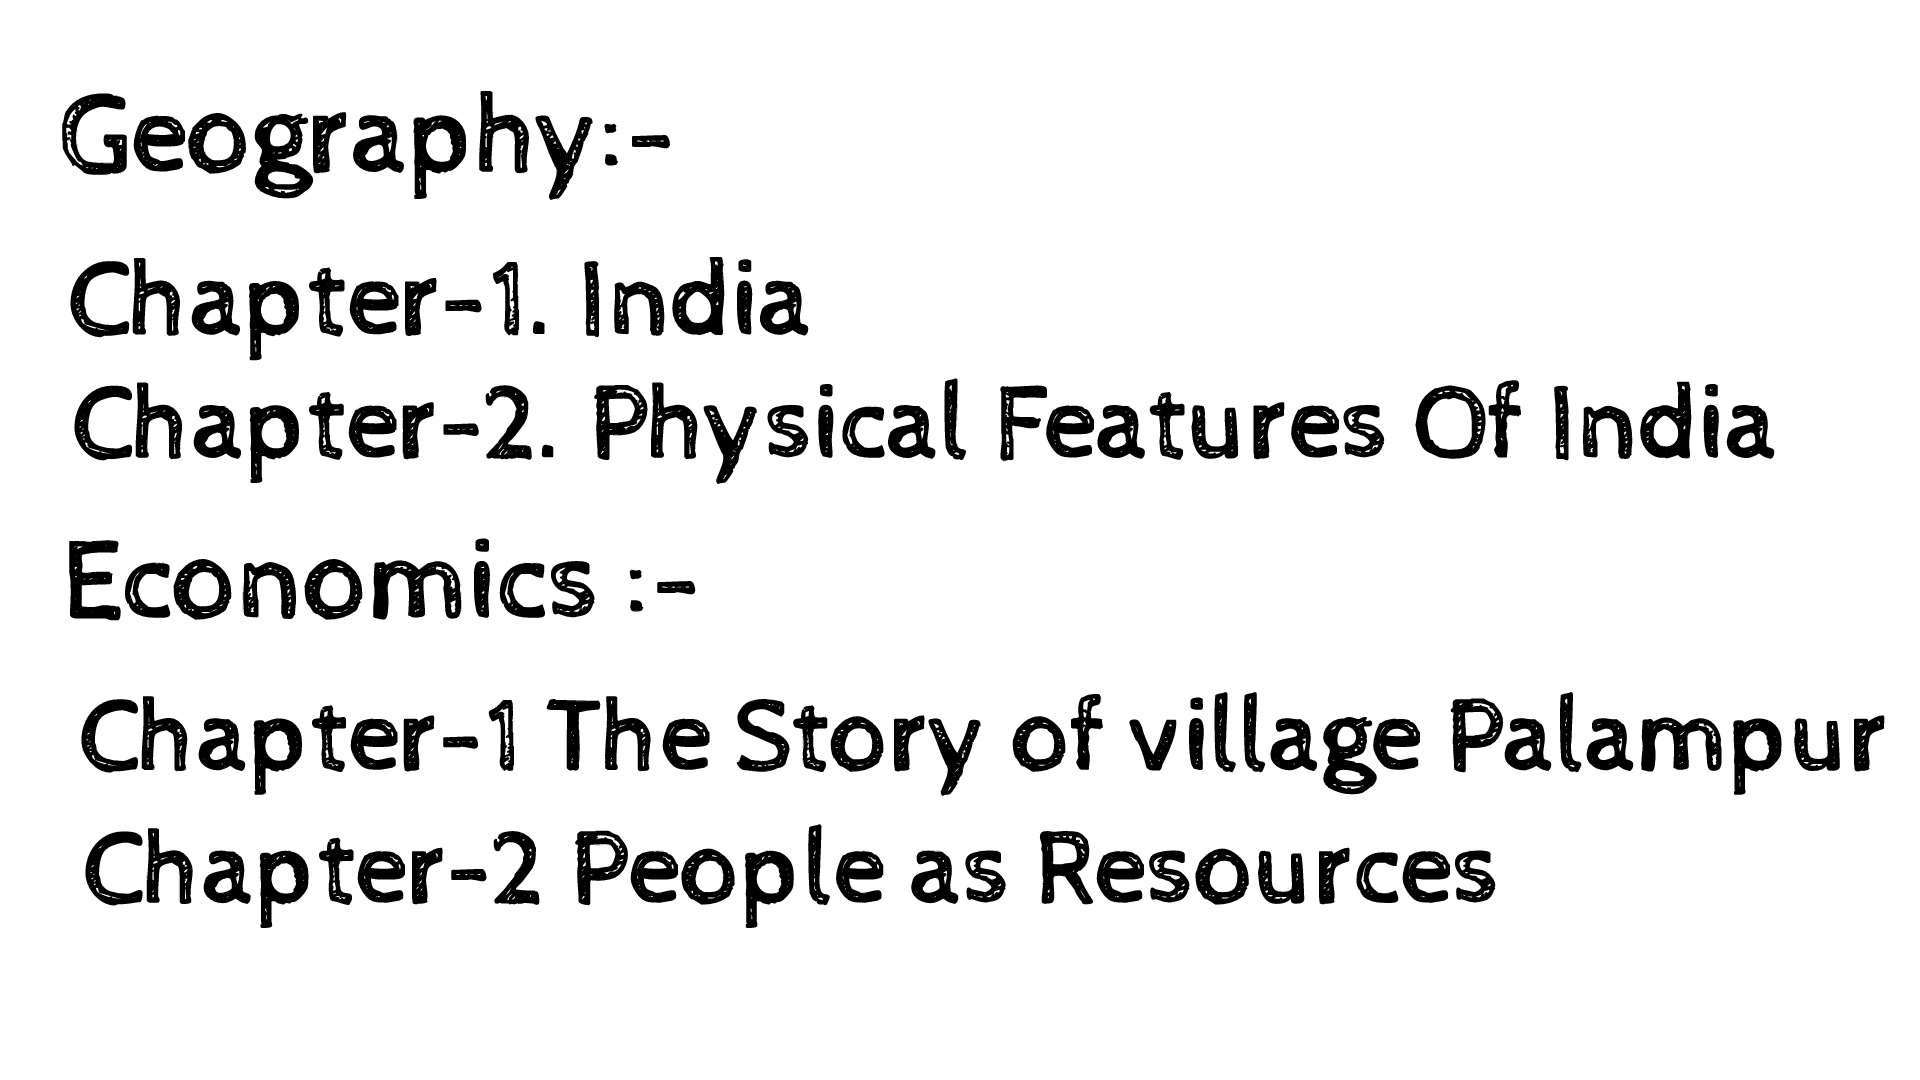 Geography:-
Chapter-1. India
Chapter-2. Physical Features Of India
Economics :-
Chapter-1 The Story of village Palampur
Chapter-2 People as Resources